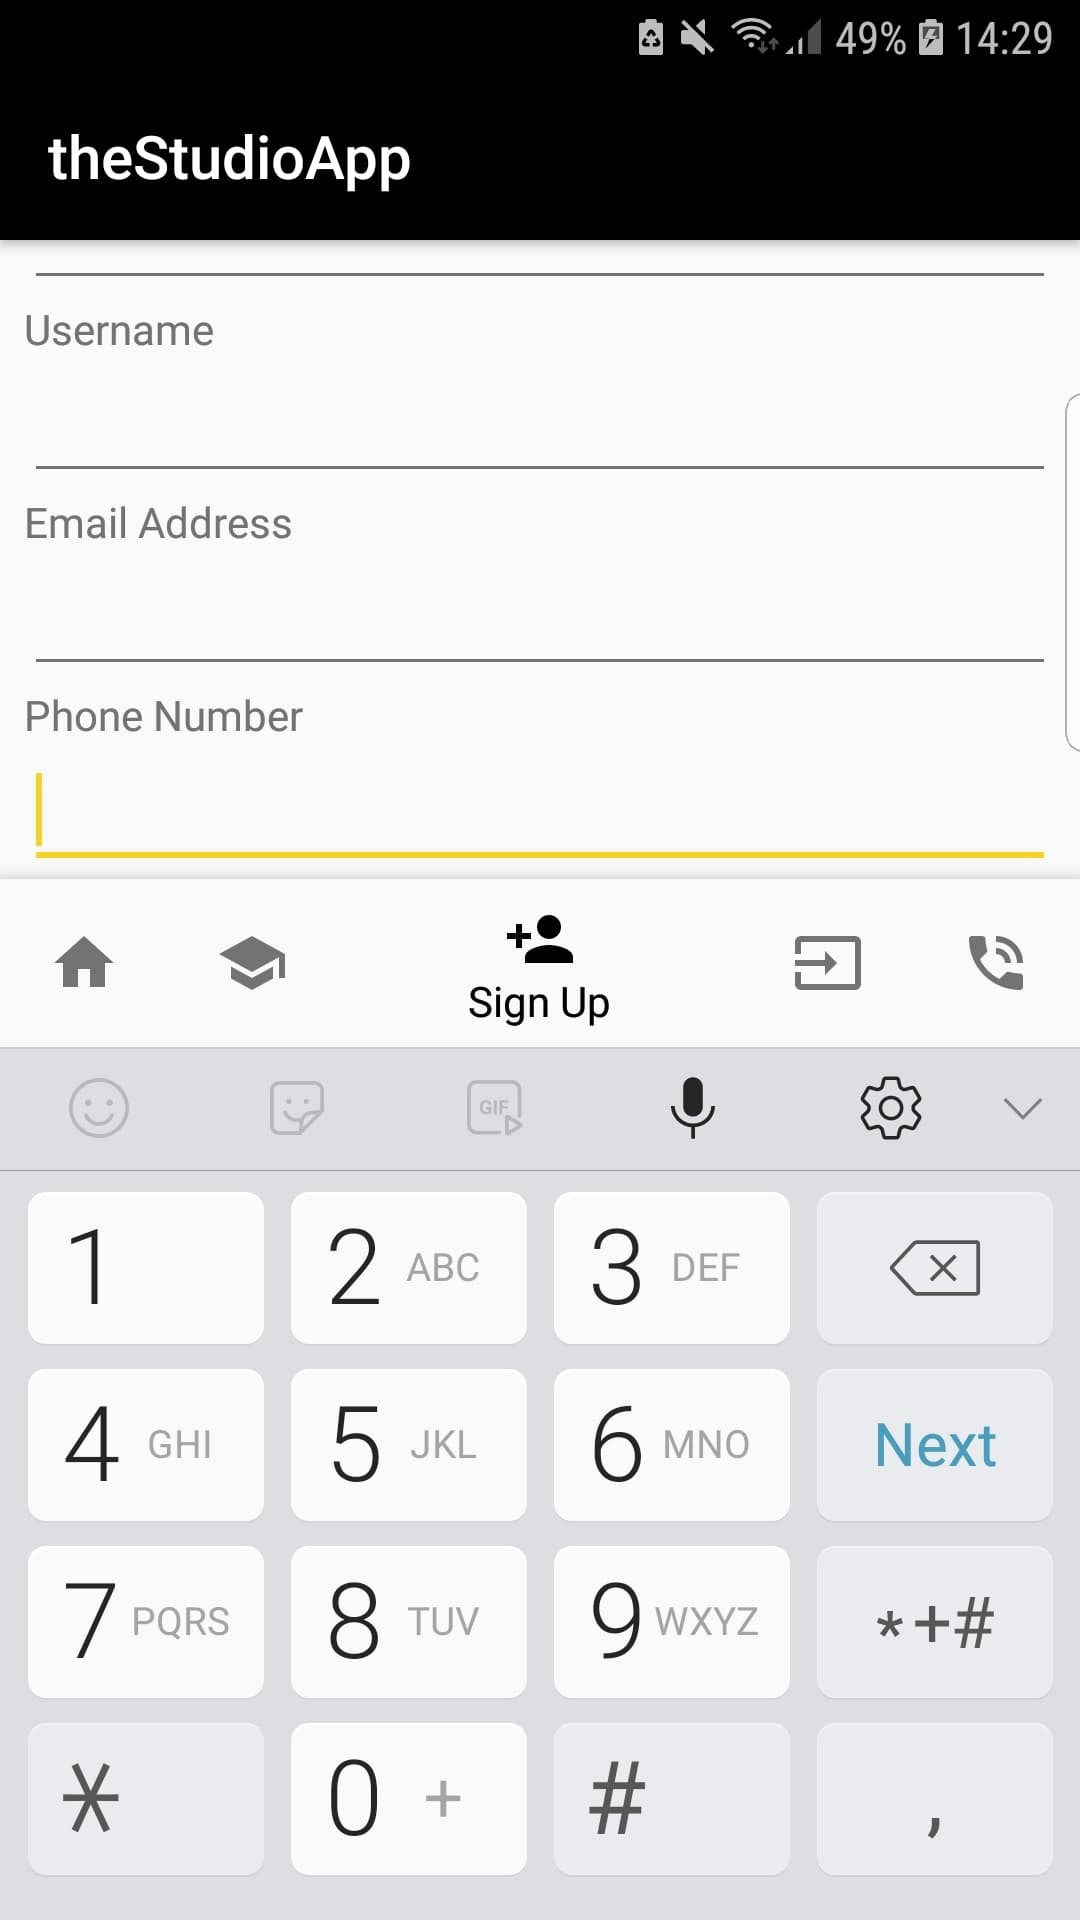 49% 14:29
theStudioApp
Username
Email Address
Phone Number
Sign Up
GIF
1 2 ABC 3 DEF
4 GHI 5 JKL 6 MNO Next
7 PQRS 8 TUV 9 WXYZ *+#
* 0 + # ,